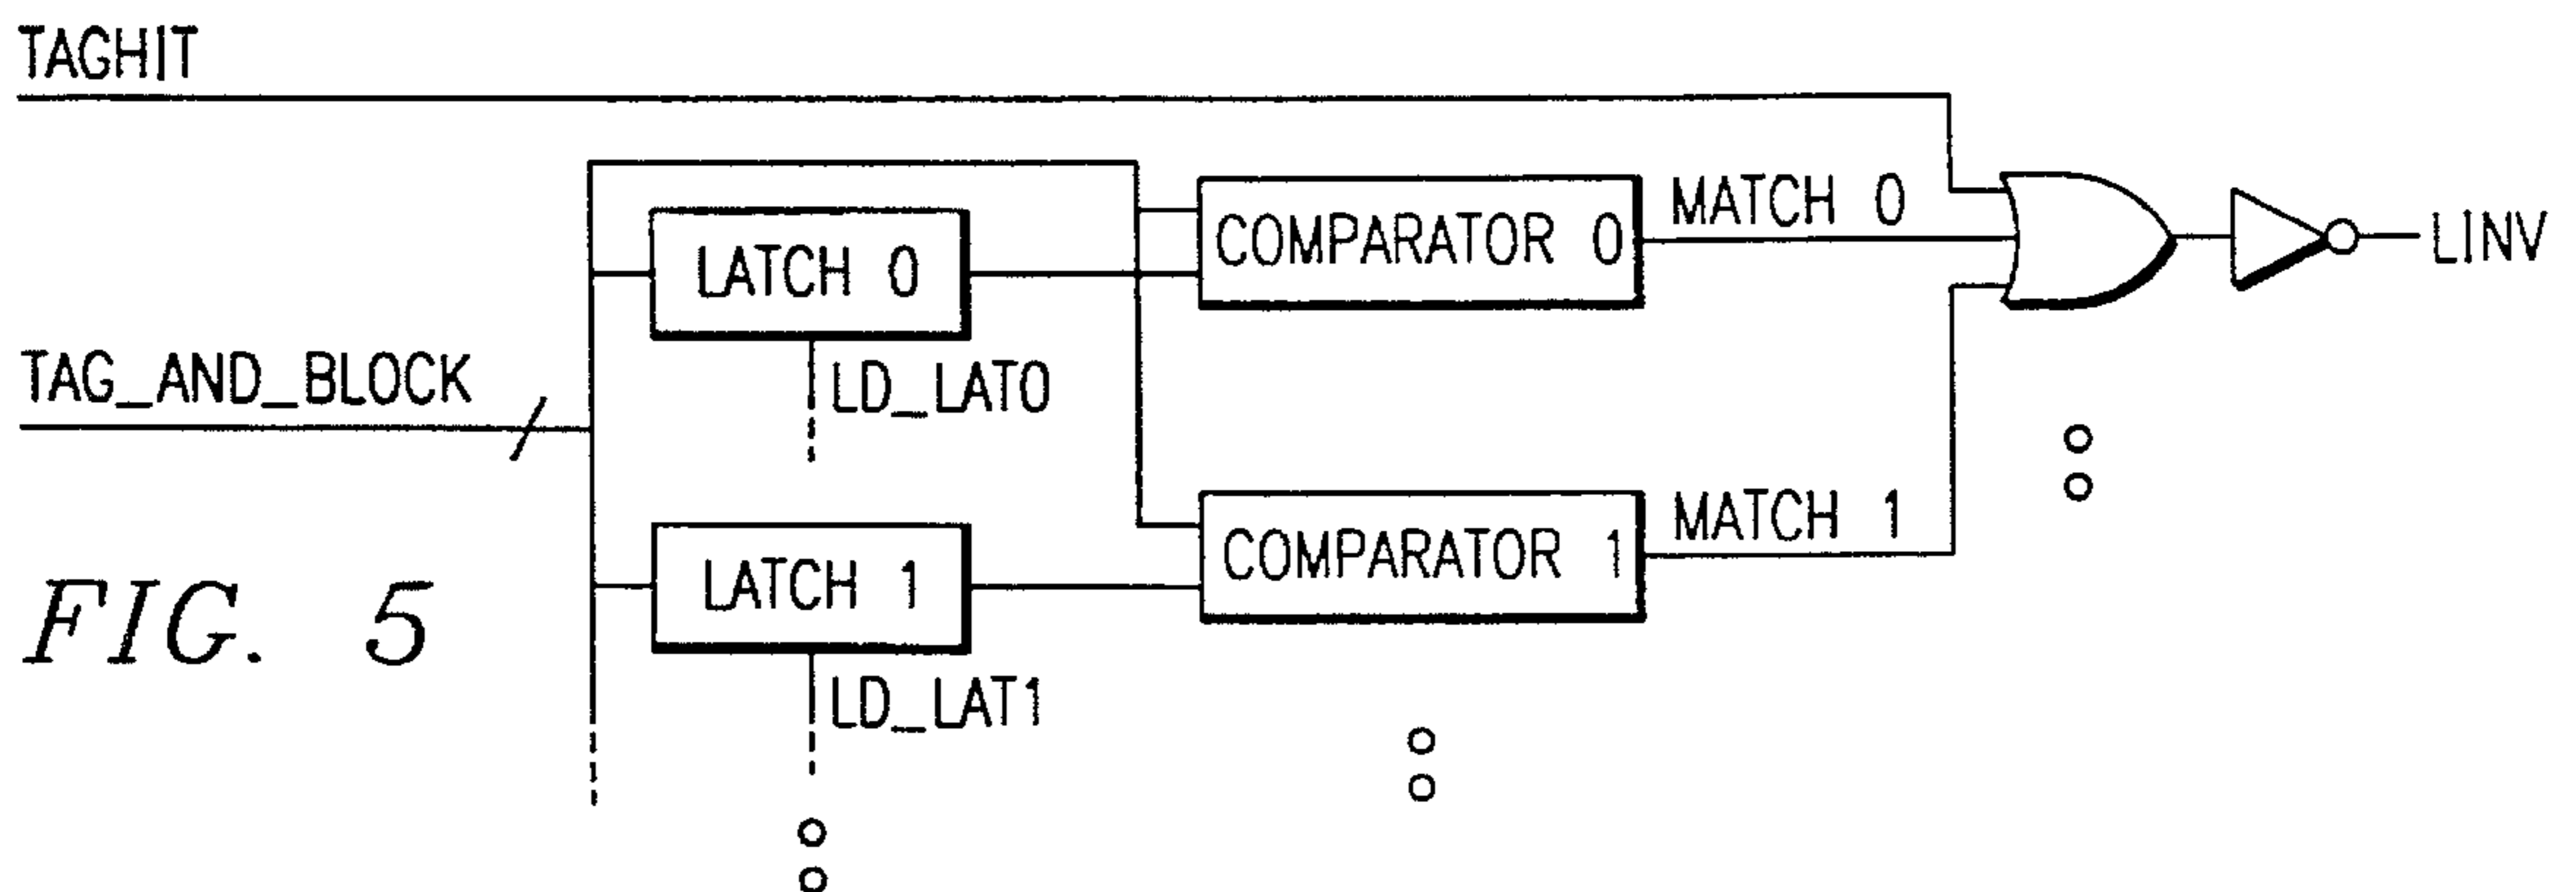 TAGHIT
MATCH 0
COMPARATOR 0
LATCH 0
LINV
TAG_AND_BLOCK
LD_LAT0
MATCH 1
COMPARATOR 1
LATCH 1
FIG. 5
LD_LAT1